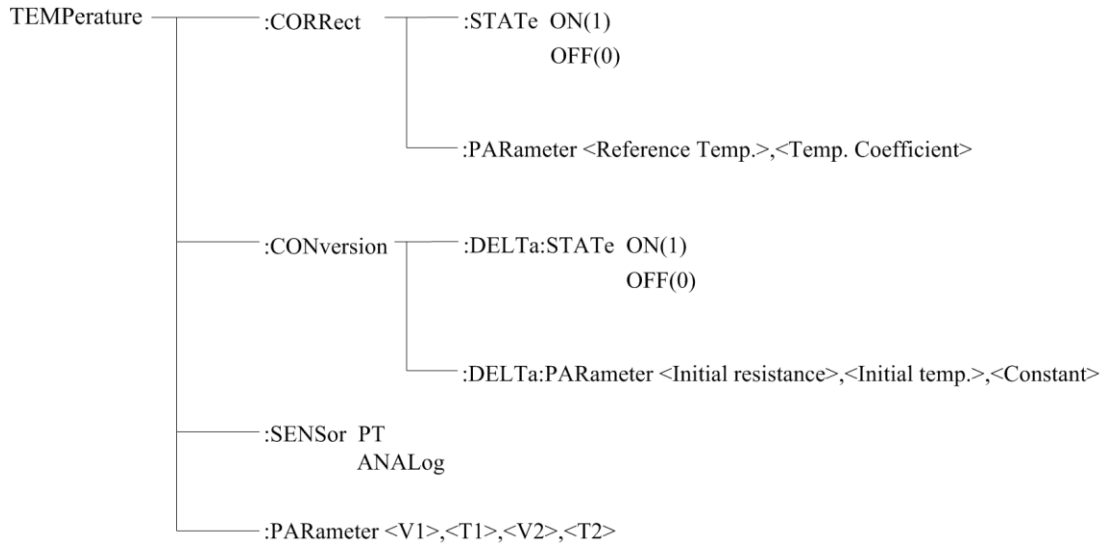 TEMPerature :CORRect :STATe ON(1)
OFF(0)
:PARameter <Reference Temp.>,<Temp. Coefficient>
:CONversion :DELTa:STATe ON(1)
OFF(0)
:DELTa:PARameter <Initial resistance>,<Initial temp.>,<Constant>
:SENSor PT
ANALog
:PARameter <V1>,<T1>,<V2>,<T2>